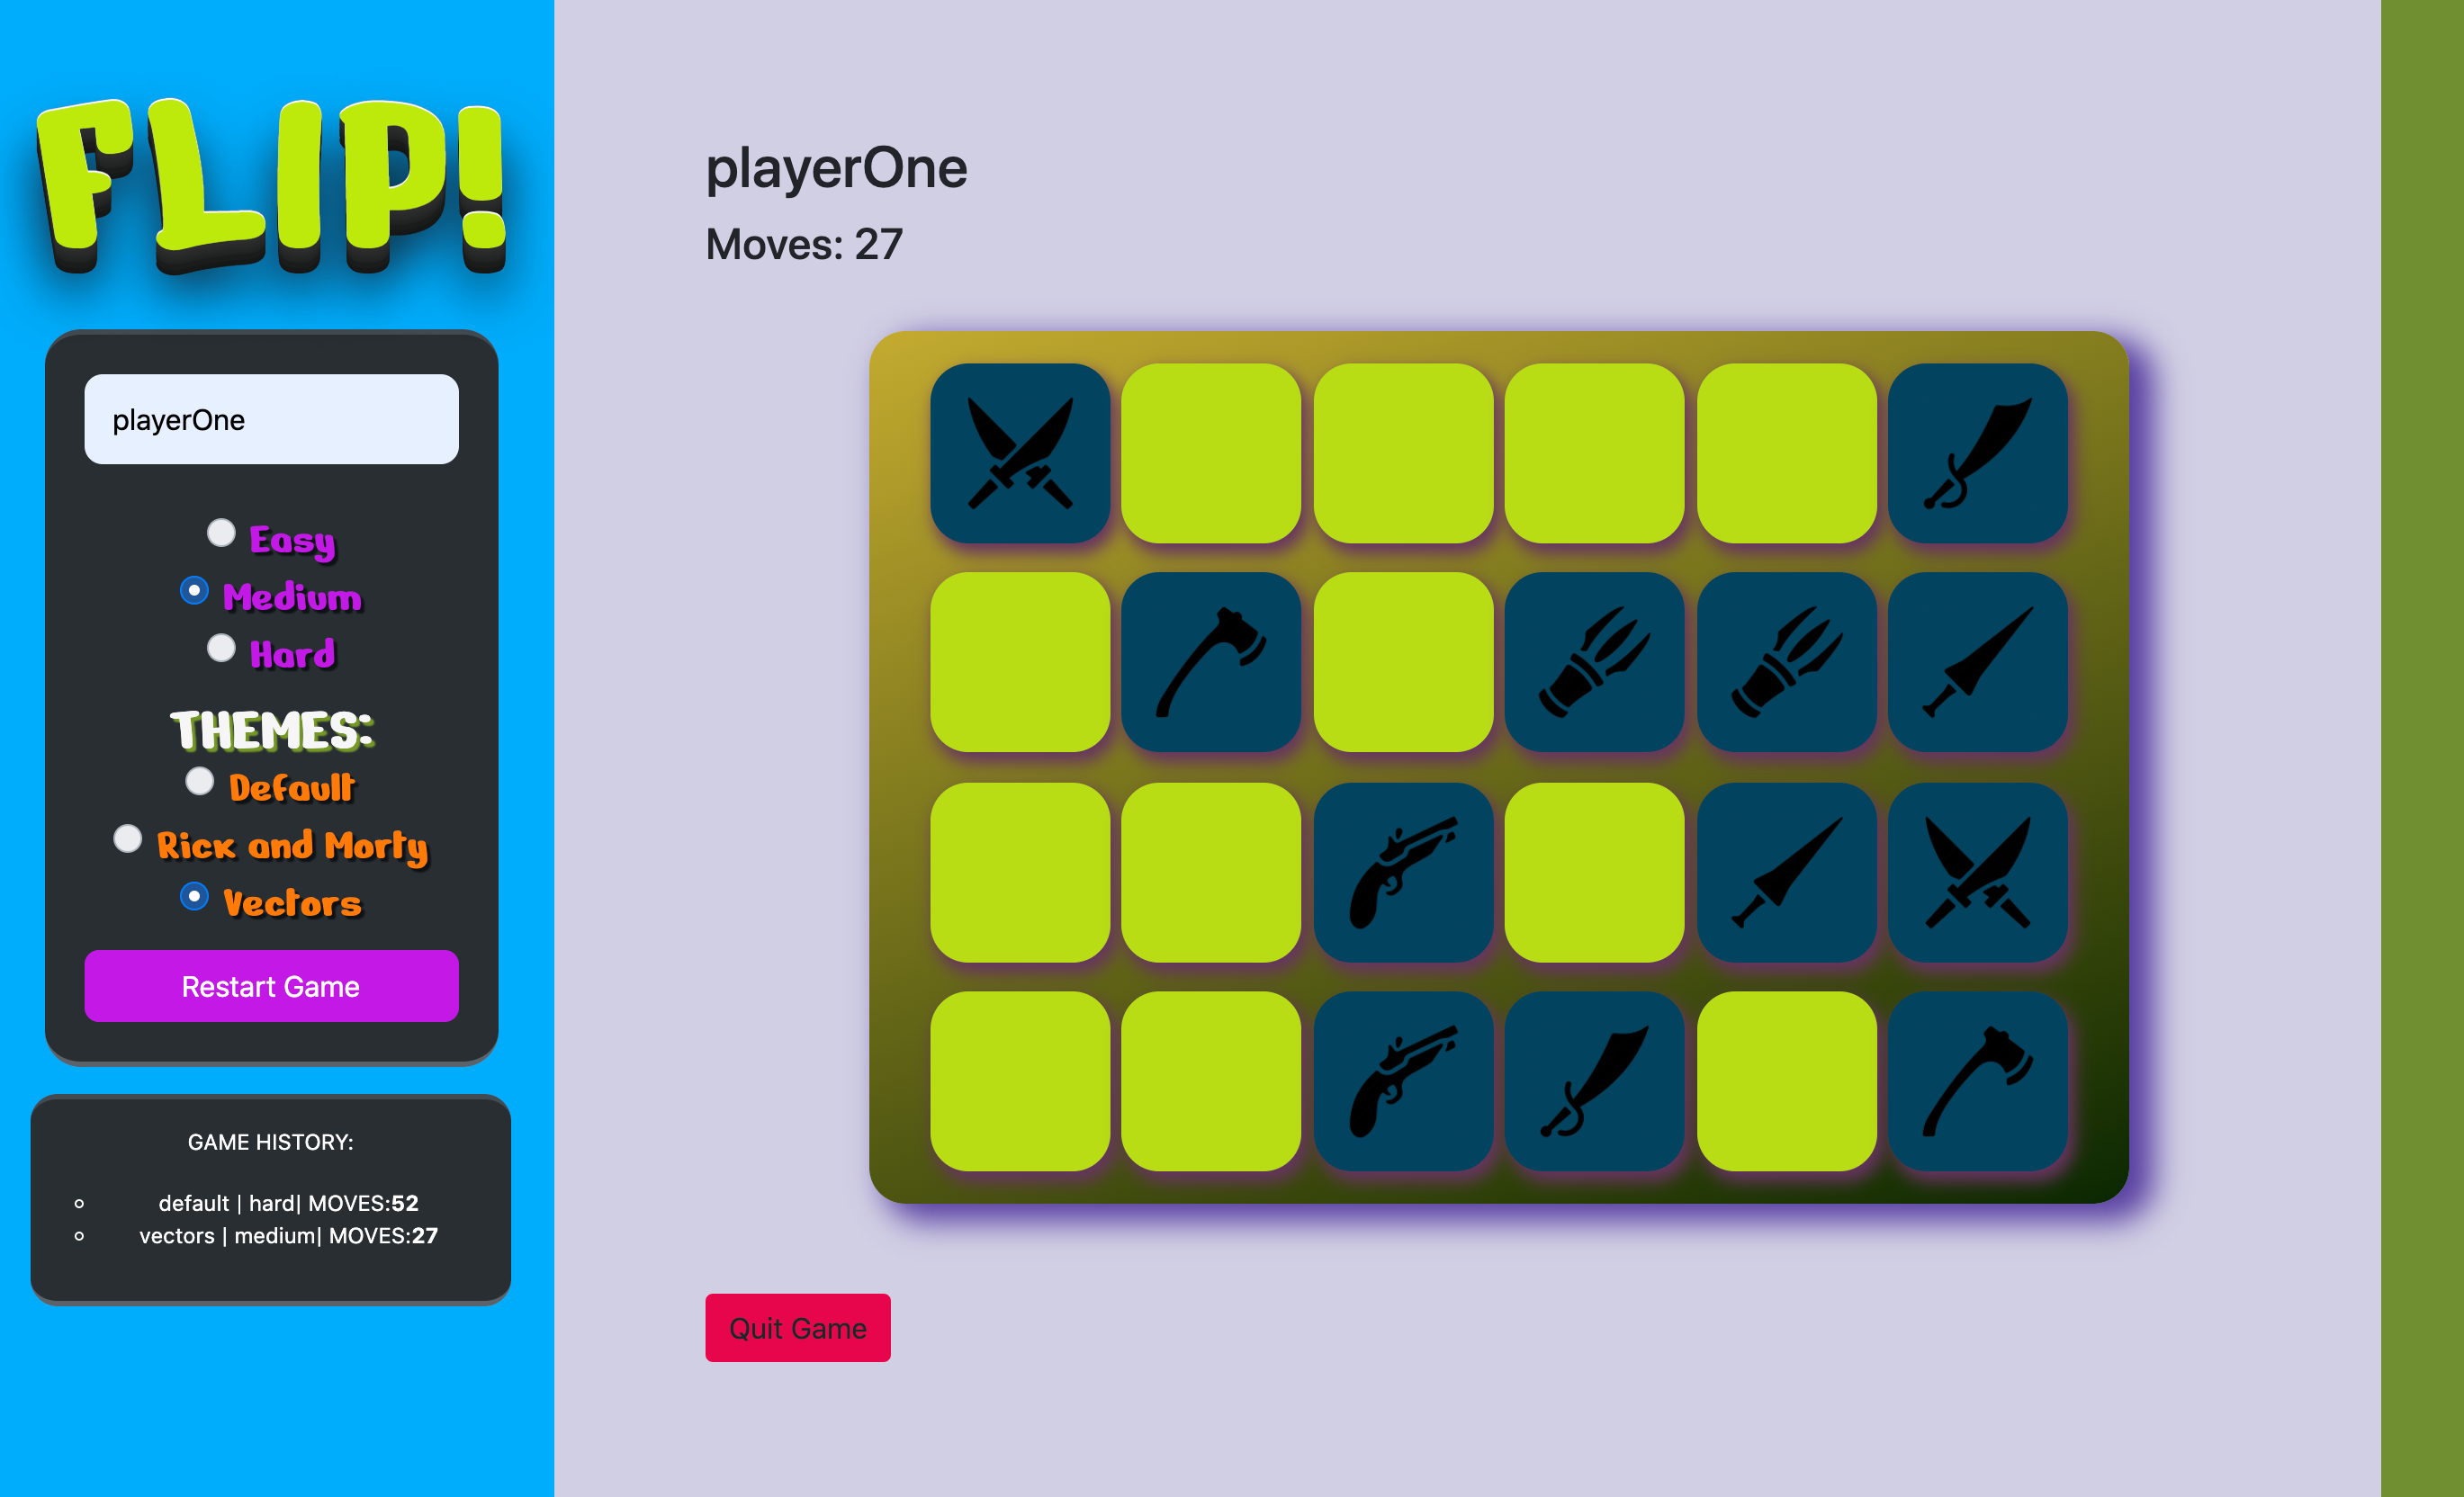 FLIP!
playerOne
Easy
Medium
Hard
THEMES:
Default
Rick and Morty
Vectors
Restart Game
GAME HISTORY:
default | hard| MOVES:52
vectors | medium| MOVES:27
playerOne
Moves: 27
Quit Game